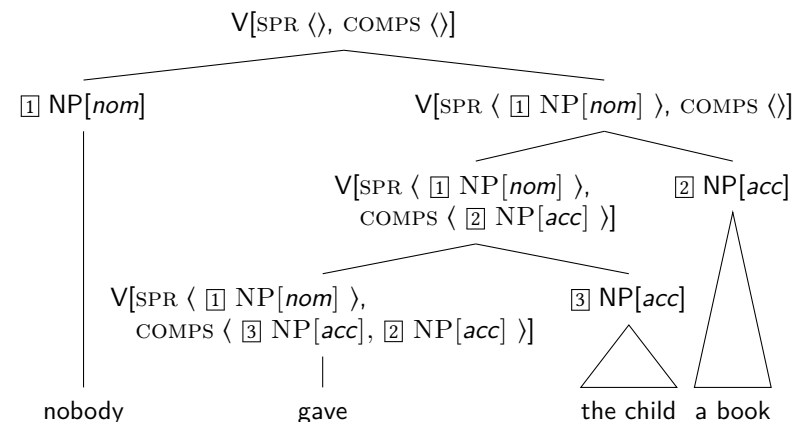 V[SPR ⟨⟩, COMPS ⟨⟩]
1 NP[nom] V[SPR ⟨ 1 NP[nom] ⟩, COMPS ⟨⟩]
V[SPR ⟨ 1 NP[nom] ⟩,
COMPS ⟨ 2 NP[acc] ⟩]
2 NP[acc]
V[SPR ⟨ 1 NP[nom] ⟩,
COMPS ⟨ 3 NP[acc], 2 NP[acc] ⟩]
3 NP[acc]
nobody gave the child a book